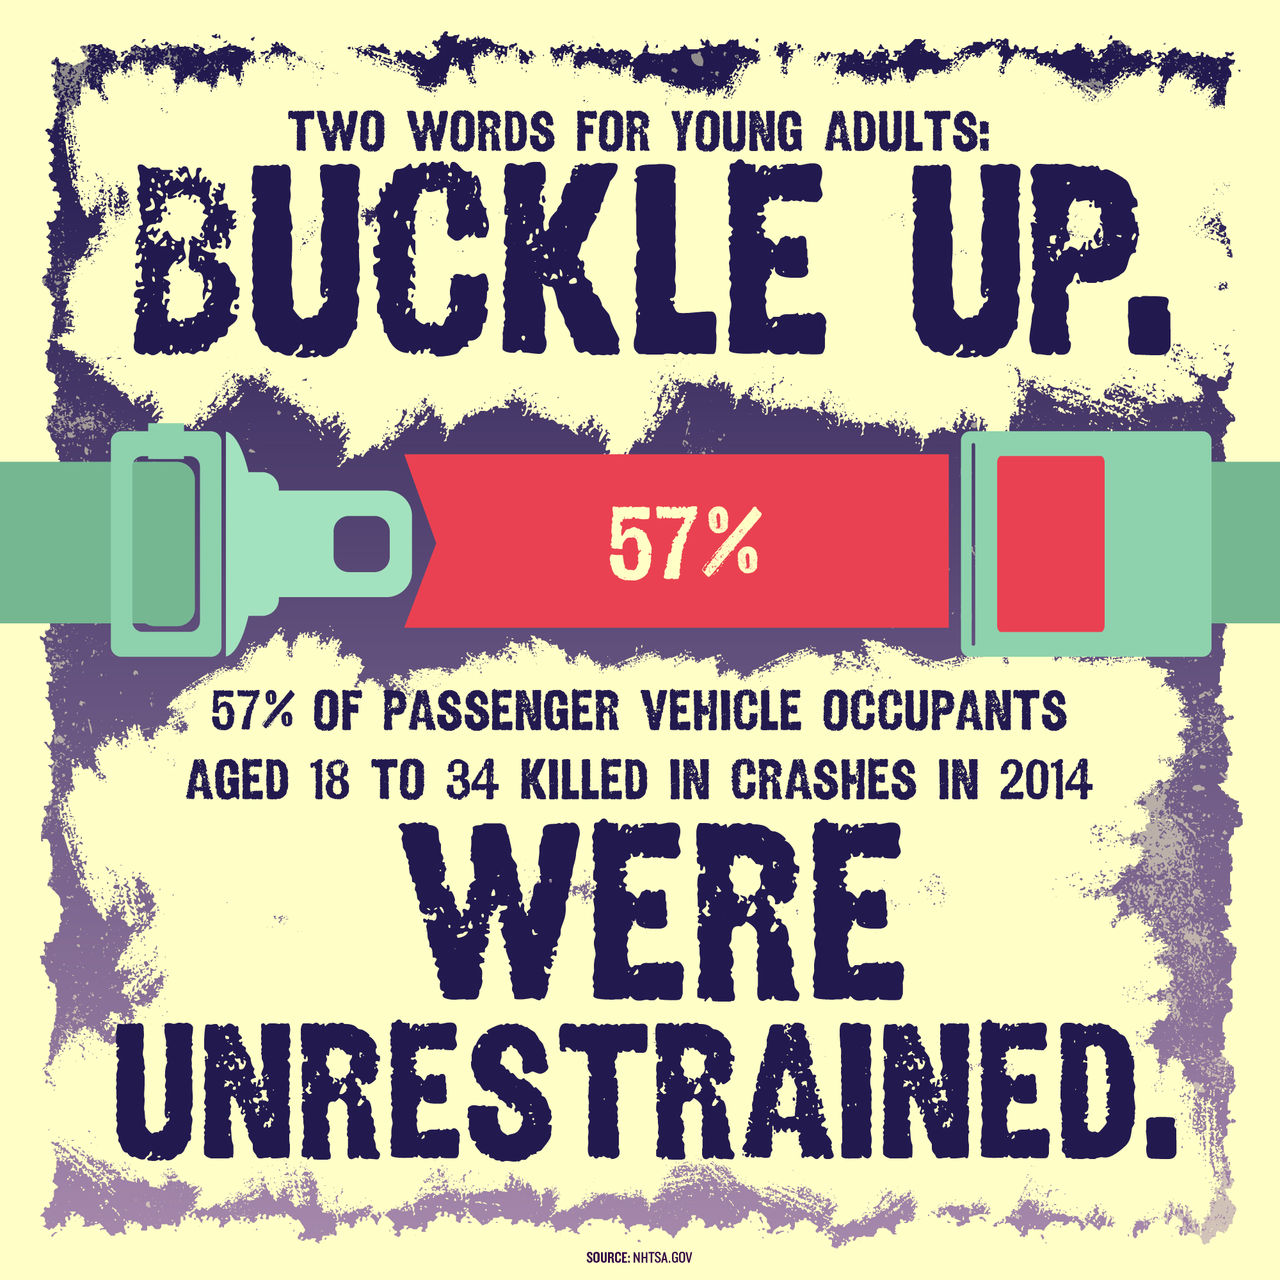 TWO WORDS FOR YOUNG ADULTS:
BUCKLE UP.
57%
57% OF PASSENGER VEHICLE OCCUPANTS
AGED 18 TO 34 KILLED IN CRASHES IN 2014
WERE
UNRESTRAINED.
SOURCE: NHTSA.GOV